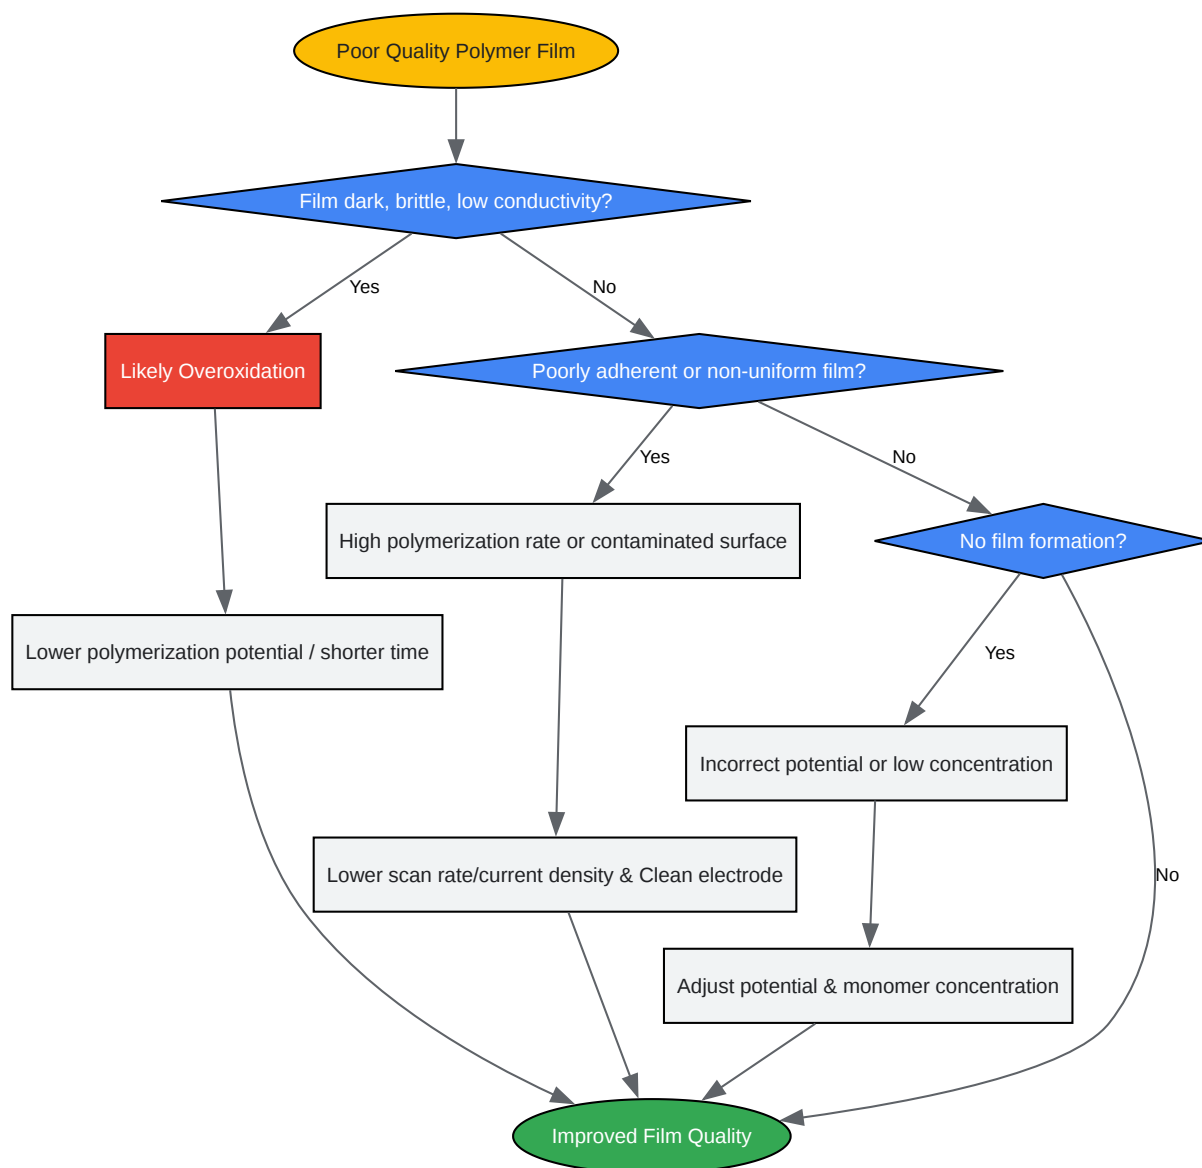 Poor Quality Polymer Film
Film dark, brittle, low conductivity?
Yes
No
Likely Overoxidation
Poorly adherent or non-uniform film?
Yes
No
High polymerization rate or contaminated surface
No film formation?
Lower polymerization potential / shorter time
Yes
Incorrect potential or low concentration
Lower scan rate/current density & Clean electrode
No
Adjust potential & monomer concentration
Improved Film Quality